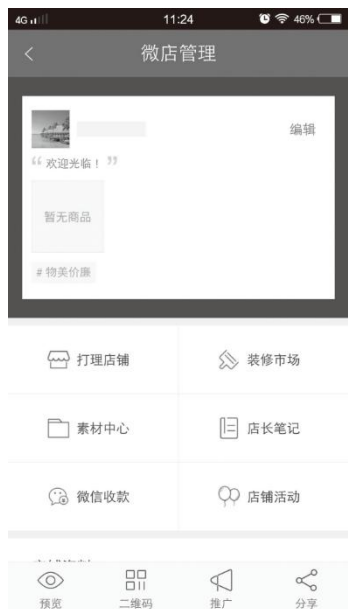 4G 11:24 46%
微店管理
编辑
“ 欢迎光临！ ”
暂无商品
# 物美价廉
打理店铺 装修市场
素材中心 店长笔记
微信收款 店铺活动
预览 二维码 推广 分享